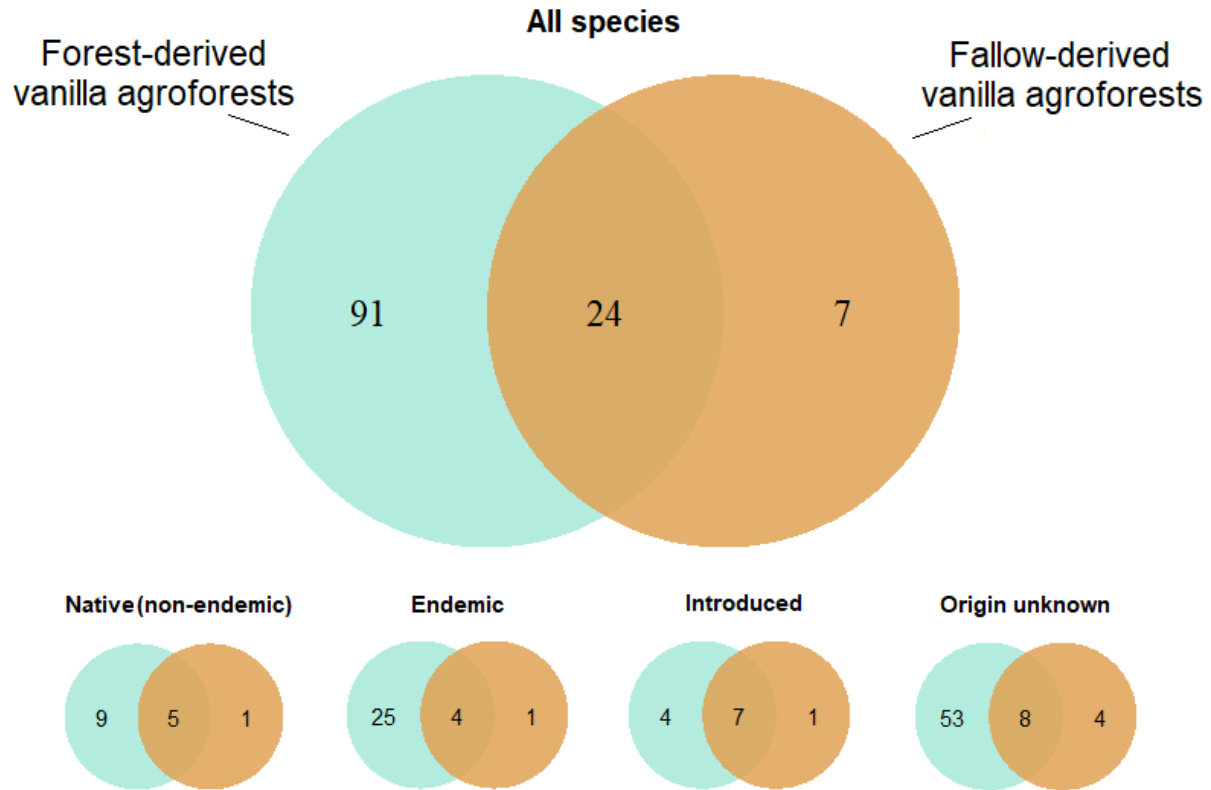 All species
Forest-derived
vanilla agroforests
Fallow-derived
vanilla agroforests
91
24
7
Native (non-endemic)
Endemic
Introduced
Origin unknown
9
5
1
25
4
1
4
7
1
53
8
4